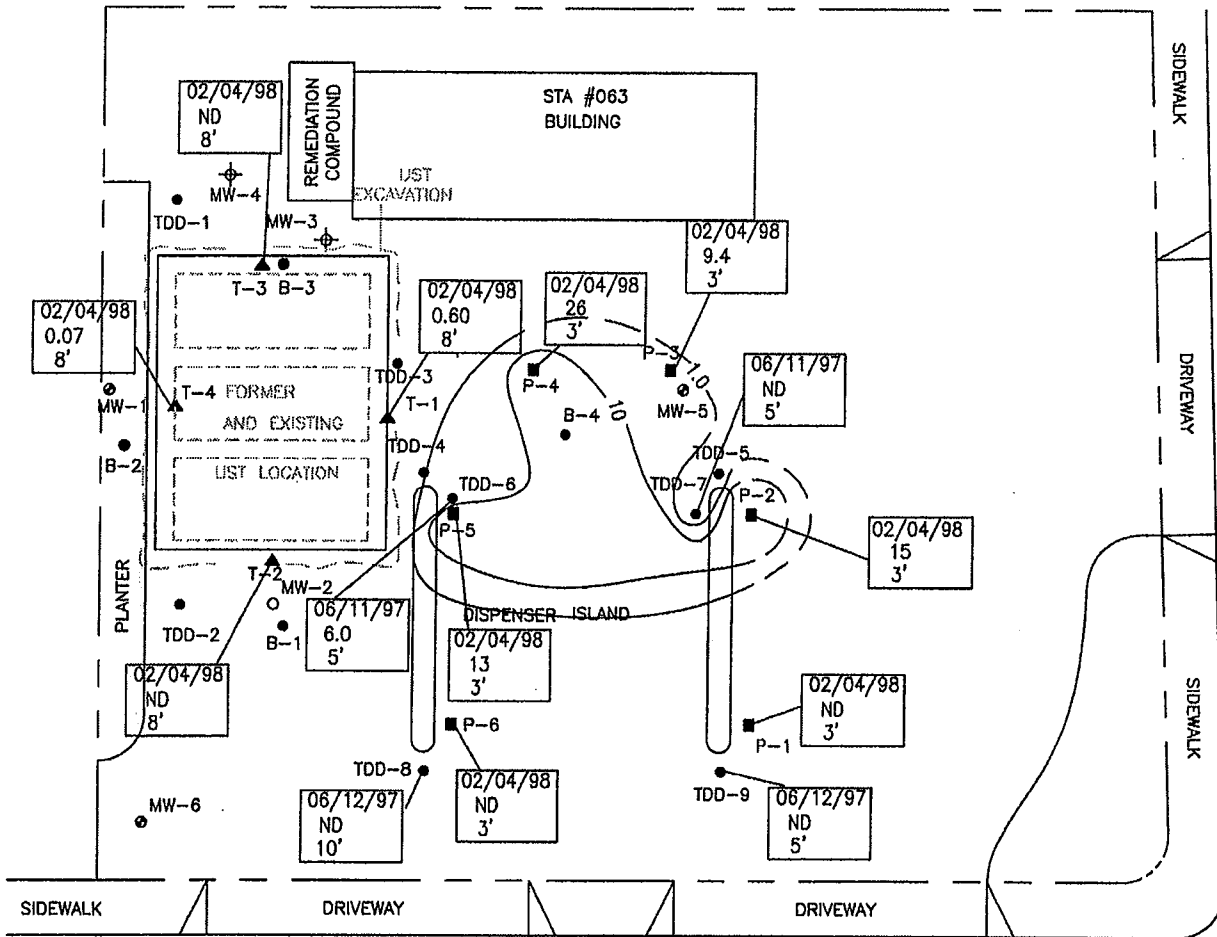 SIDEWALK
02/04/98
ND
8'
REMEDIATION
COMPOUND
STA #063
BUILDING
UST
EXCAVATION
MW-4
TDD-1
MW-3
02/04/98
9.4
3'
T-3 B-3
02/04/98
0.60
8'
02/04/98
26
3'
02/04/98
0.07
8'
P-3
1.0
06/11/97
ND
5'
DRIVEWAY
TDD-3
P-4
10
MW-5
MW-1
T-4
FORMER
T-1
AND EXISTING
B-4
B-2
TDD-4
UST LOCATION
TDD-6
TDD-5
TDD-7
P-2
P-5
02/04/98
15
3'
PLANTER
T-2
MW-2
TDD-2
B-1
06/11/97
6.0
5'
DISPENSER ISLAND
02/04/98
13
3'
02/04/98
ND
8'
SIDEWALK
02/04/98
ND
3'
P-6
P-1
TDD-8
02/04/98
ND
3'
TDD-9
06/12/97
ND
10'
06/12/97
ND
5'
MW-6
SIDEWALK
DRIVEWAY
DRIVEWAY